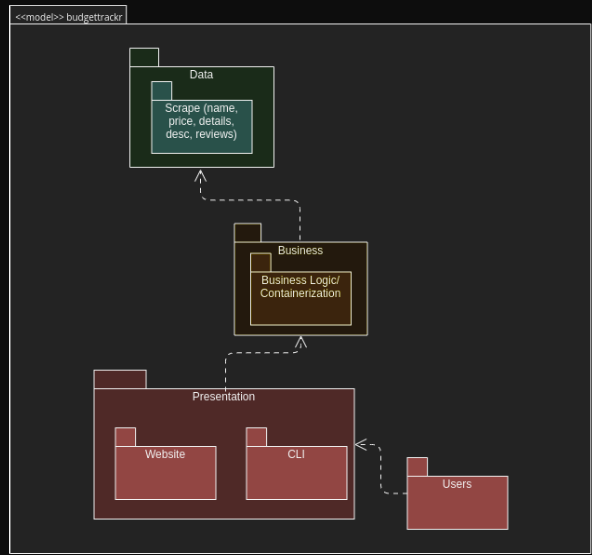 <<model>> budgettrackr
Data
Scrape (name,
price, details,
desc, reviews)
Business
Business Logic/
Containerization
Presentation
Website
CLI
Users